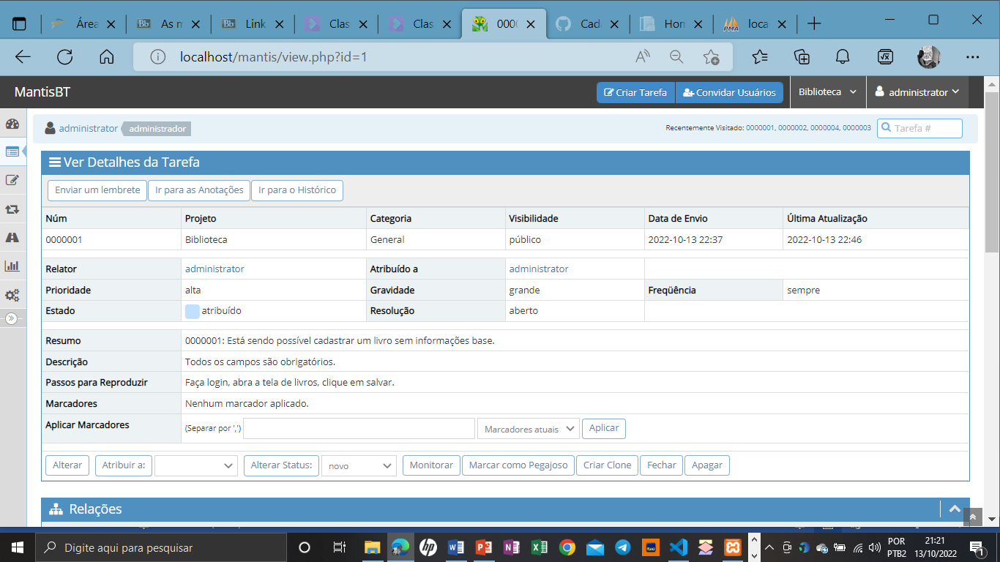 Área
As m
Link
Clas
Clas
000
Cada
Hon
loca
localhost/mantis/view.php?id=1
MantisBT
Criar Tarefa
Convidar Usuários
Biblioteca
administrator
administrator administrador
Recentemente Visitado: 0000001, 0000002, 0000004, 0000003
Tarefa #
Ver Detalhes da Tarefa
Enviar um lembrete Ir para as Anotações Ir para o Histórico
Núm Projeto Categoria Visibilidade Data de Envio Última Atualização
0000001 Biblioteca General público 2022-10-13 22:37 2022-10-13 22:46
Relator administrator Atribuído a administrator
Prioridade alta Gravidade grande Freqüência sempre
Estado atribuído Resolução aberto
Resumo 0000001: Está sendo possível cadastrar um livro sem informações base.
Descrição Todos os campos são obrigatórios.
Passos para Reproduzir Faça login, abra a tela de livros, clique em salvar.
Marcadores Nenhum marcador aplicado.
Aplicar Marcadores (Separar por ',') Marcadores atuais Aplicar
Alterar Atribuir a: Alterar Status: novo Monitorar Marcar como Pegajoso Criar Clone Fechar Apagar
Relações
Digite aqui para pesquisar
POR
PTB2
21:21
13/10/2022
1